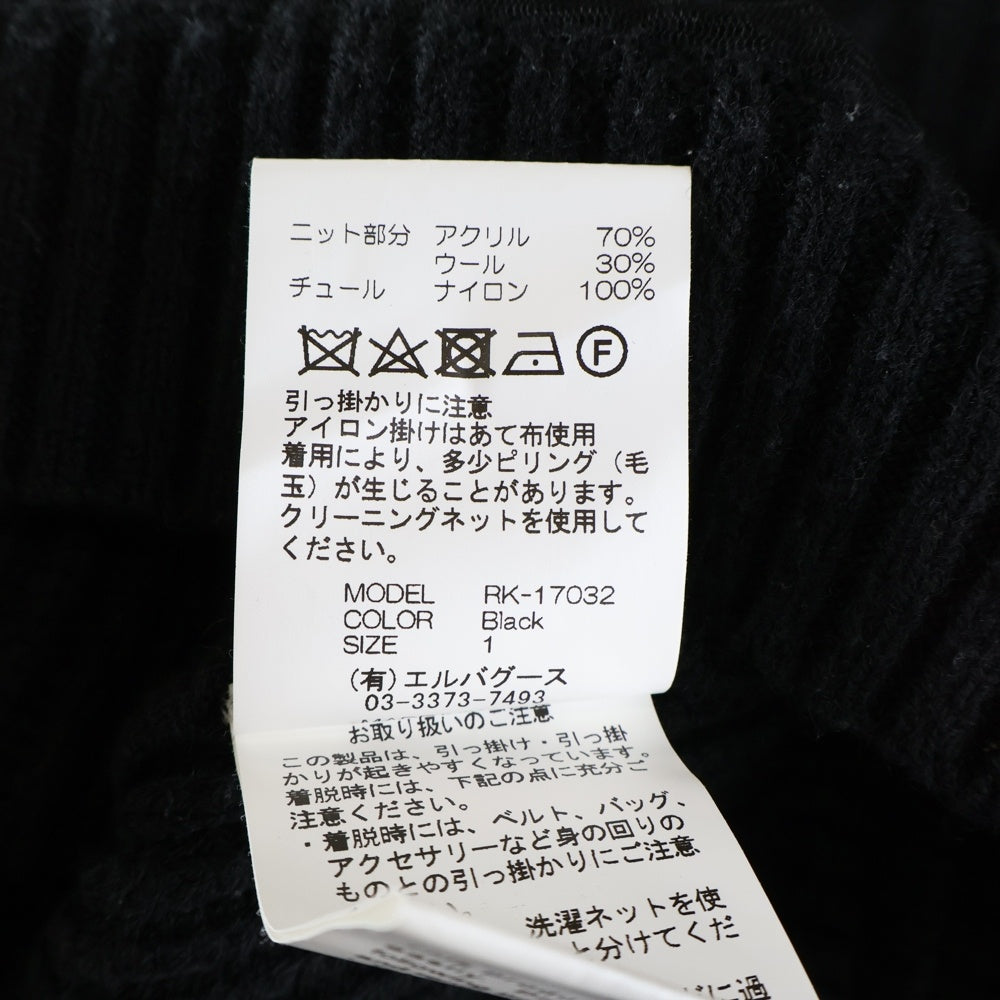 ニット部分 アクリル 70%
ウール 30%
チュール ナイロン 100%
F
引っ掛かりに注意
アイロン掛けはあて布使用
着用により、多少ピリング（毛
玉）が生じることがあります。
クリーニングネットを使用して
ください。
MODEL RK-17032
COLOR Black
SIZE 1
(有)エルバグース
03-3373-7493
お取り扱いのご注意
この製品は、引っ掛け・引っ掛
かりが起きやすくなっています。
着脱時には、下記の点に充分ご
注意ください。
・着脱時には、ベルト、バッグ、
アクセサリーなど身の回りの
ものとの引っ掛かりにご注意
洗濯ネットを使
と分けてくだ
に過